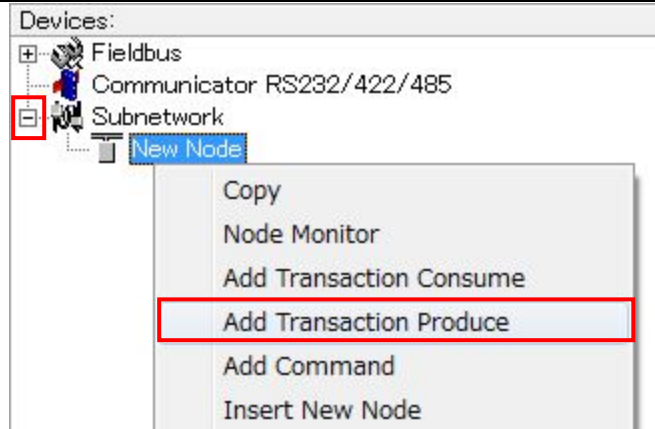 Devices:
Fieldbus
Communicator RS232/422/485
Subnetwork
New Node
Copy
Node Monitor
Add Transaction Consume
Add Transaction Produce
Add Command
Insert New Node